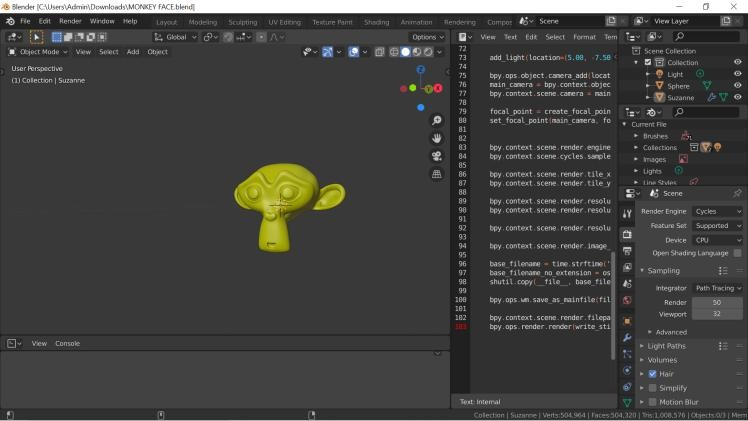 Blender [C:\Users\Admin\Downloads\MONKEY FACE.blend]
File Edit Render Window Help Layout Modeling Sculpting UV Editing Texture Paint Shading Animation Rendering Compos Scene View Layer
Global Options View Text Edit Select Format Tem
Object Mode View Select Add Object
User Perspective
(1) Collection | Suzanne
Z
Y
X
72
73 add_light(location=(5.00, -7.50
74
75 bpy.ops.object.camera_add(locat
76 main_camera = bpy.context.objec
77 bpy.context.scene.camera = main
78
79 focal_point = create_focal_poin
80 set_focal_point(main_camera, fo
81
82
83 bpy.context.scene.render.engine
84 bpy.context.scene.cycles.sample
85
86 bpy.context.scene.render.tile_x
87 bpy.context.scene.render.tile_y
88
89 bpy.context.scene.render.resolu
90 bpy.context.scene.render.resolu
91
92 bpy.context.scene.render.resolu
93
94 bpy.context.scene.render.image_
95
96 base_filename = time.strftime('
97 base_filename_no_extension = os
98 shutil.copy(__file__, base_file
99
100 bpy.ops.wm.save_as_mainfile(fil
101
102 bpy.context.scene.render.filepa
103 bpy.ops.render.render(write_sti
Text: Internal
Scene Collection
Collection
Light
Sphere
Suzanne
Current File
Brushes
Collections
Images
Lights
Line Styles
Scene
Render Engine Cycles
Feature Set Supported
Device CPU
Open Shading Language
Sampling
Integrator Path Tracing
Render 50
Viewport 32
Advanced
Light Paths
Volumes
Hair
Simplify
Motion Blur
View Console
Collection | Suzanne | Verts:504,964 | Faces:504,320 | Tris:1,008,576 | Objects:0/3 | Mem